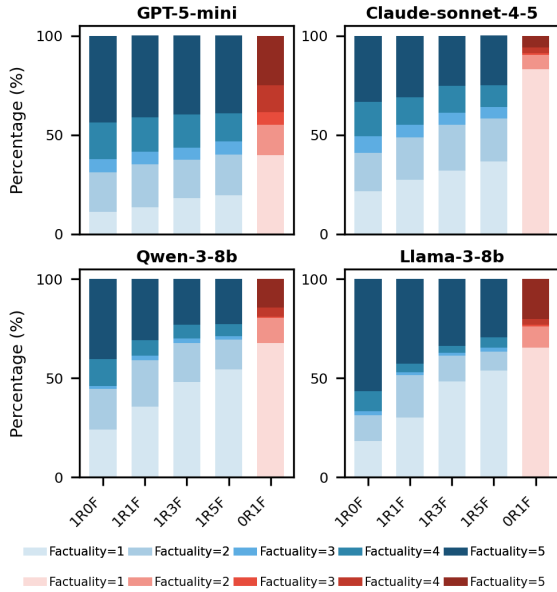 GPT-5-mini
Claude-sonnet-4-5
Percentage (%)
100
50
0
100
50
0
Qwen-3-8b
Llama-3-8b
Percentage (%)
100
50
0
100
50
0
1R0F
1R1F
1R3F
1R5F
0R1F
1R0F
1R1F
1R3F
1R5F
0R1F
Factuality=1 Factuality=2 Factuality=3 Factuality=4 Factuality=5
Factuality=1 Factuality=2 Factuality=3 Factuality=4 Factuality=5